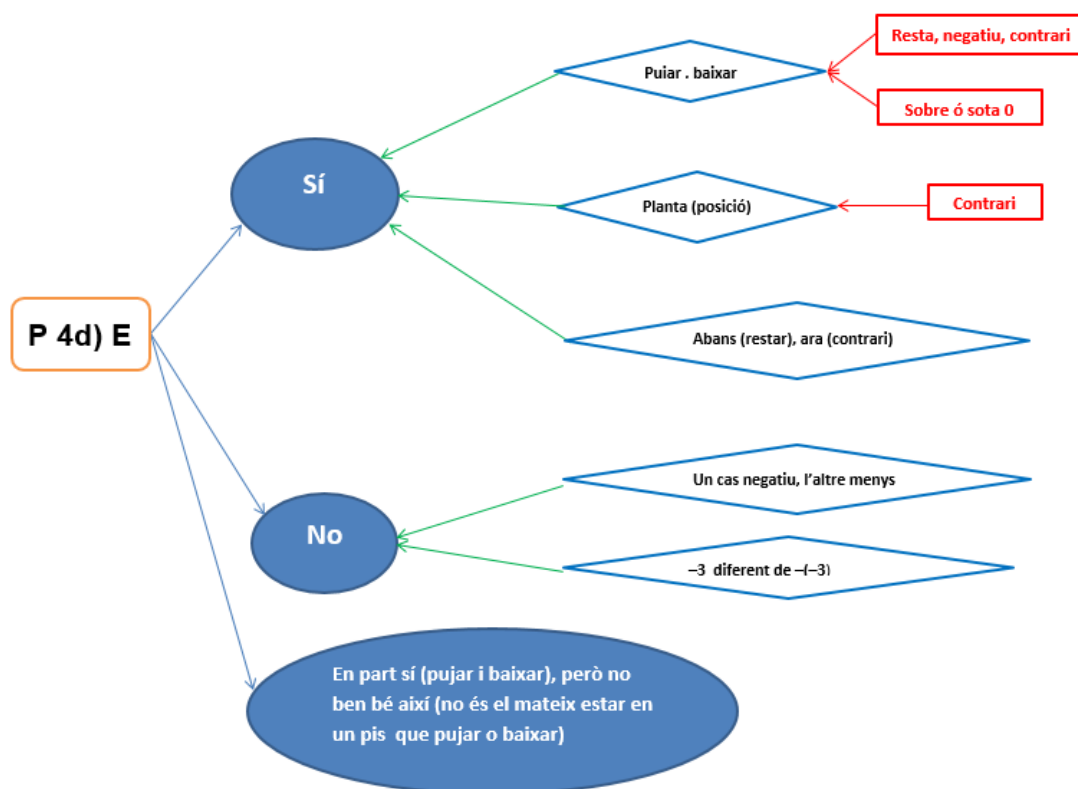 Resta, negatiu, contrari
Puiar . baixar
Sobre ó sota 0
Sí
Planta (posició)
Contrari
P 4d) E
Abans (restar), ara (contrari)
Un cas negatiu, l'altre menys
No
–3 diferent de –(–3)
En part sí (pujar i baixar), però no
ben bé així (no és el mateix estar en
un pis que pujar o baixar)